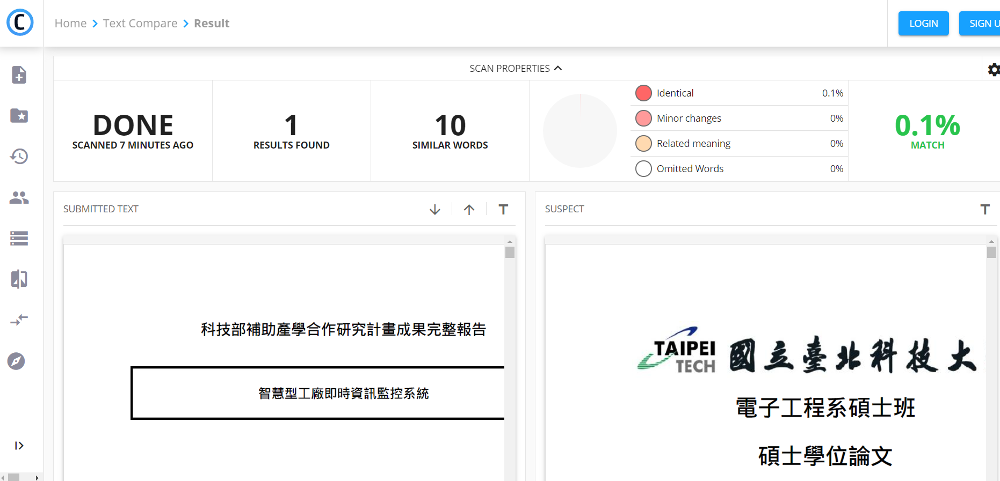 C
Home > Text Compare > Result
LOGIN
SIGN U
SCAN PROPERTIES
DONE
SCANNED 7 MINUTES AGO
1
RESULTS FOUND
10
SIMILAR WORDS
Identical 0.1%
Minor changes 0%
Related meaning 0%
Omitted Words 0%
0.1%
MATCH
SUBMITTED TEXT
T
科技部補助產學合作研究計畫成果完整報告
智慧型工廠即時資訊監控系統
SUSPECT
T
TAIPEI
TECH
國立臺北科技大
電子工程系碩士班
碩士學位論文